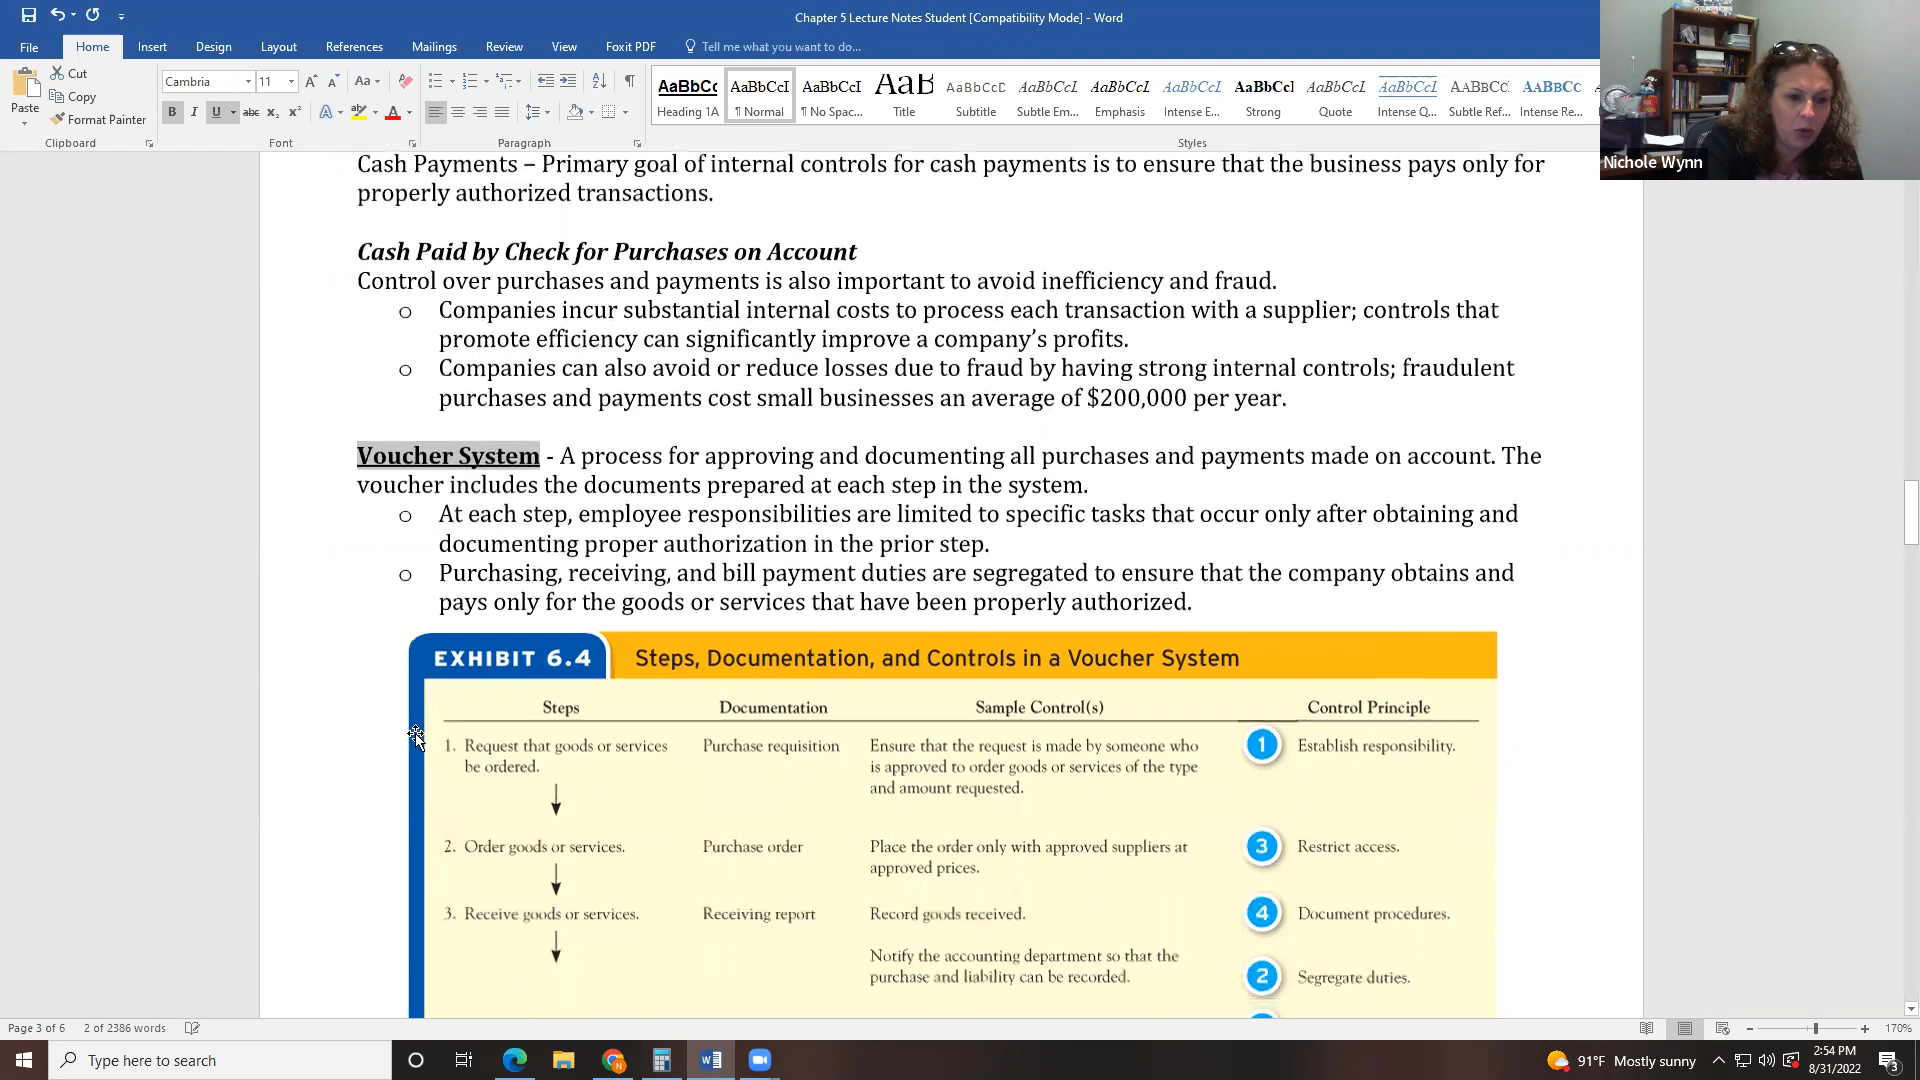 Chapter 5 Lecture Notes Student [Compatibility Mode] - Word
File Home Insert Design Layout References Mailings Review View Foxit PDF Tell me what you want to do...
Paste
Cut
Copy
Format Painter
Clipboard
Cambria 11
Font
Paragraph
AaBbCc AaBbCcI AaBbCcI AaB AaBbCcD AaBbCcI AaBbCcI AaBbCcI AaBbCcI AaBbCcI AaBbCcI AABBCC AABBCC
Heading 1A ¶ Normal ¶ No Spac... Title Subtitle Subtle Em... Emphasis Intense E... Strong Quote Intense Q... Subtle Ref... Intense Re...
Styles
Nichole Wynn
Cash Payments – Primary goal of internal controls for cash payments is to ensure that the business pays only for
properly authorized transactions.
Cash Paid by Check for Purchases on Account
Control over purchases and payments is also important to avoid inefficiency and fraud.
o Companies incur substantial internal costs to process each transaction with a supplier; controls that
promote efficiency can significantly improve a company’s profits.
o Companies can also avoid or reduce losses due to fraud by having strong internal controls; fraudulent
purchases and payments cost small businesses an average of $200,000 per year.
Voucher System - A process for approving and documenting all purchases and payments made on account. The
voucher includes the documents prepared at each step in the system.
o At each step, employee responsibilities are limited to specific tasks that occur only after obtaining and
documenting proper authorization in the prior step.
o Purchasing, receiving, and bill payment duties are segregated to ensure that the company obtains and
pays only for the goods or services that have been properly authorized.
EXHIBIT 6.4 Steps, Documentation, and Controls in a Voucher System
Steps Documentation Sample Control(s) Control Principle
1. Request that goods or services Purchase requisition Ensure that the request is made by someone who 1 Establish responsibility.
be ordered. is approved to order goods or services of the type
and amount requested.
2. Order goods or services. Purchase order Place the order only with approved suppliers at 3 Restrict access.
approved prices.
3. Receive goods or services. Receiving report Record goods received. 4 Document procedures.
Notify the accounting department so that the
purchase and liability can be recorded. 2 Segregate duties.
Page 3 of 6 2 of 2386 words 170%
Type here to search
91°F Mostly sunny
2:54 PM
8/31/2022
3